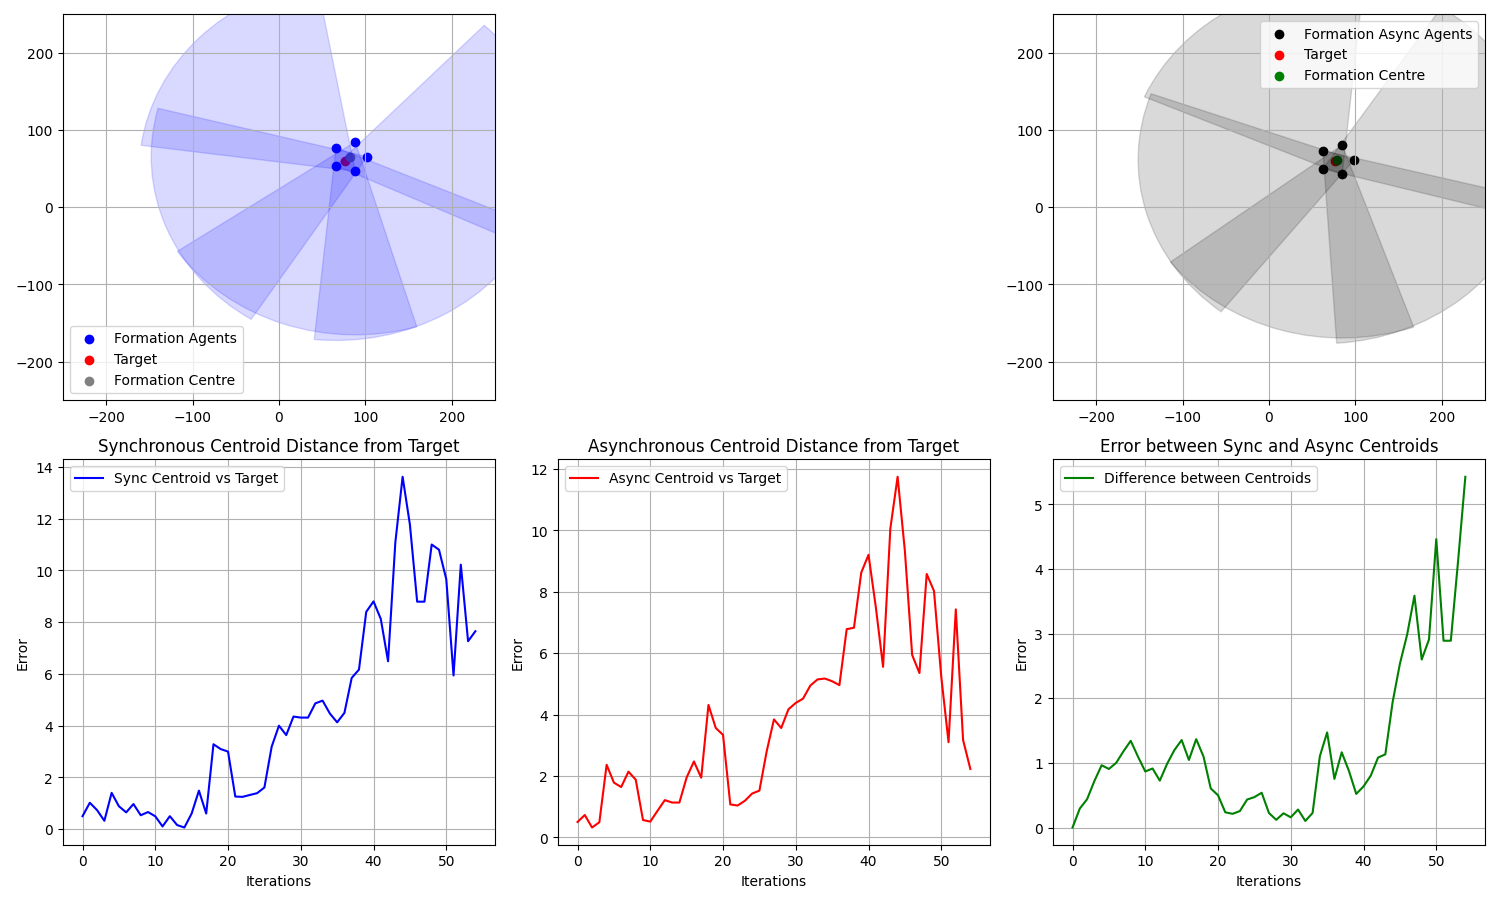 200
100
0
−100
−200
Formation Agents
Target
Formation Centre
−200 −100 0 100 200
200
100
0
−100
−200
Formation Async Agents
Target
Formation Centre
−200 −100 0 100 200
Synchronous Centroid Distance from Target
Sync Centroid vs Target
14
12
10
8
6
4
2
0
Error
0 10 20 30 40 50
Iterations
Asynchronous Centroid Distance from Target
Async Centroid vs Target
12
10
8
6
4
2
0
Error
0 10 20 30 40 50
Iterations
Error between Sync and Async Centroids
Difference between Centroids
5
4
3
2
1
0
Error
0 10 20 30 40 50
Iterations